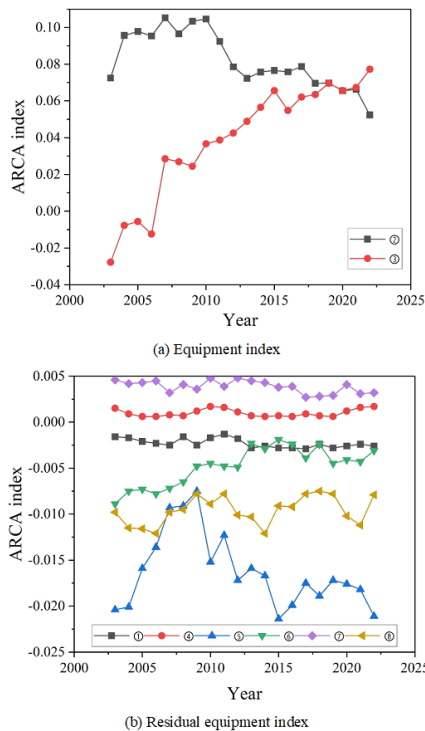 0.10
0.08
0.06
0.04
0.02
0.00
-0.02
-0.04
ARCA index
② 
③
2000 2005 2010 2015 2020 2025
Year
(a) Equipment index
0.005
0.000
-0.005
-0.010
-0.015
-0.020
-0.025
ARCA index
① ④ ⑤ ⑥ ⑦ ⑧
2000 2005 2010 2015 2020 2025
Year
(b) Residual equipment index